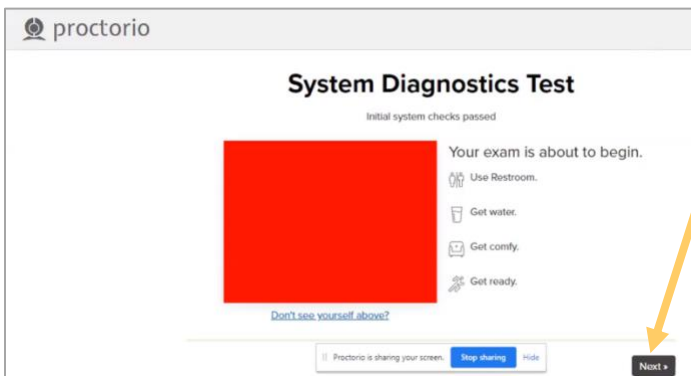 proctorio
System Diagnostics Test
Initial system checks passed
Your exam is about to begin.
Use Restroom.
Get water.
Get comfy.
Get ready.
Don't see yourself above?
Proctorio is sharing your screen. Stop sharing Hide
Next »